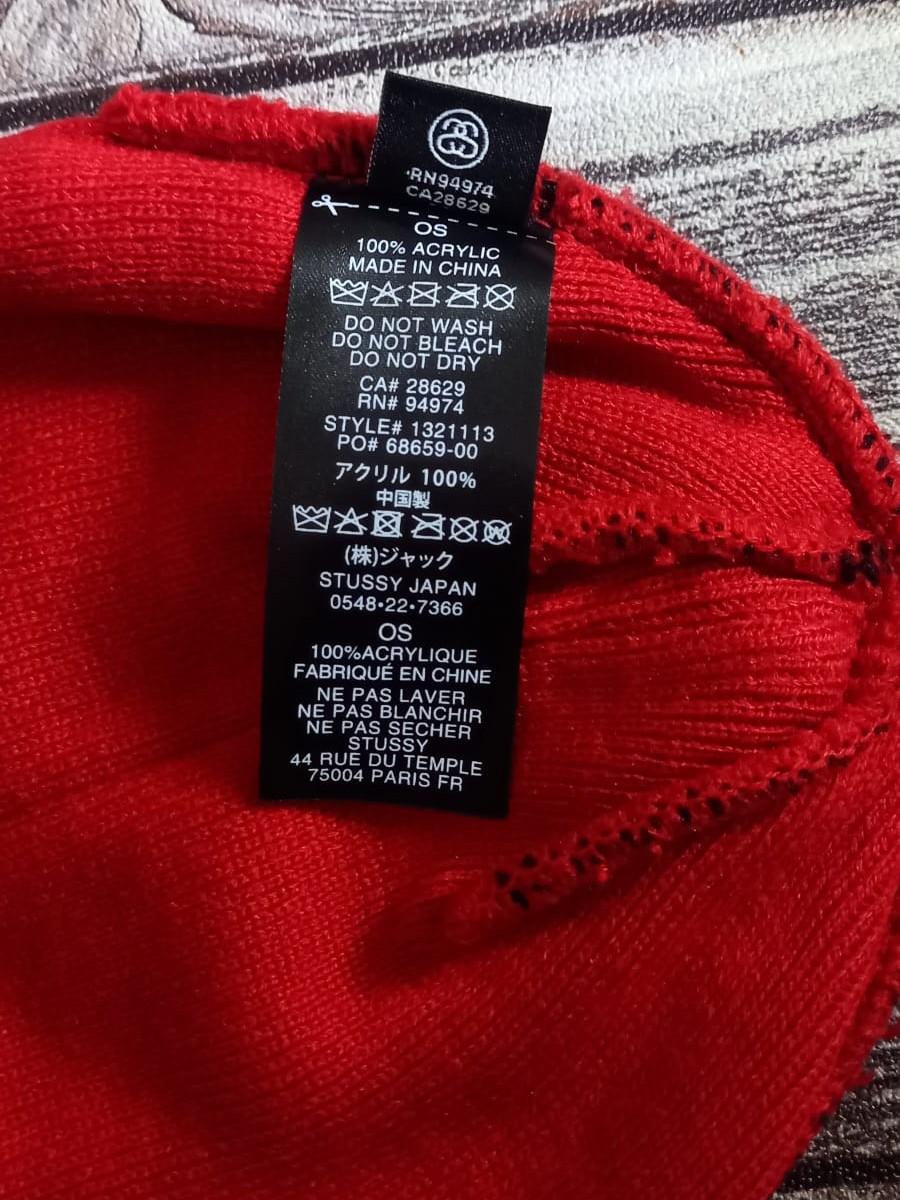 RN94974
CA28629
OS
100% ACRYLIC
MADE IN CHINA
DO NOT WASH
DO NOT BLEACH
DO NOT DRY
CA# 28629
RN# 94974
STYLE# 1321113
PO# 68659-00
アクリル 100%
中国製
(株)ジャック
STUSSY JAPAN
0548•22•7366
OS
100%ACRYLIQUE
FABRIQUÉ EN CHINE
NE PAS LAVER
NE PAS BLANCHIR
NE PAS SECHER
STUSSY
44 RUE DU TEMPLE
75004 PARIS FR